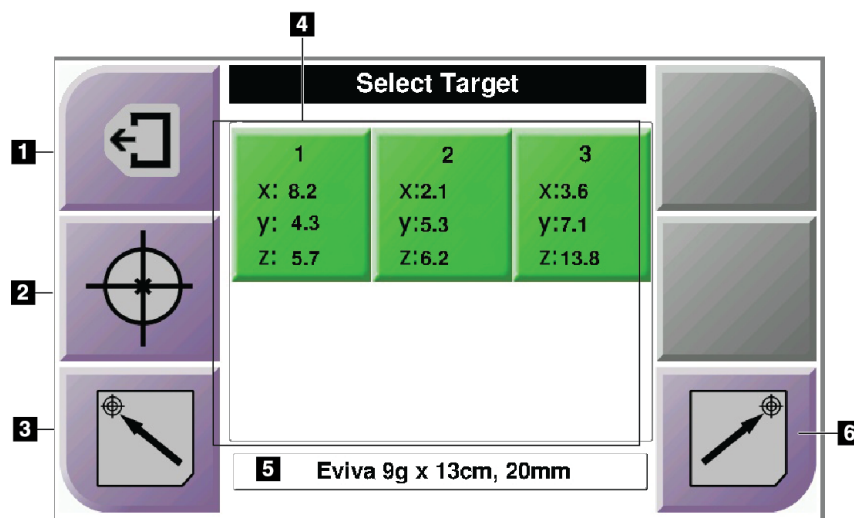 4
Select Target
1
1 2 3
x: 8.2 x:2.1 x:3.6
y: 4.3 y:5.3 y:7.1
z: 5.7 z:6.2 z:13.8
2
3
6
5 Eviva 9g x 13cm, 20mm